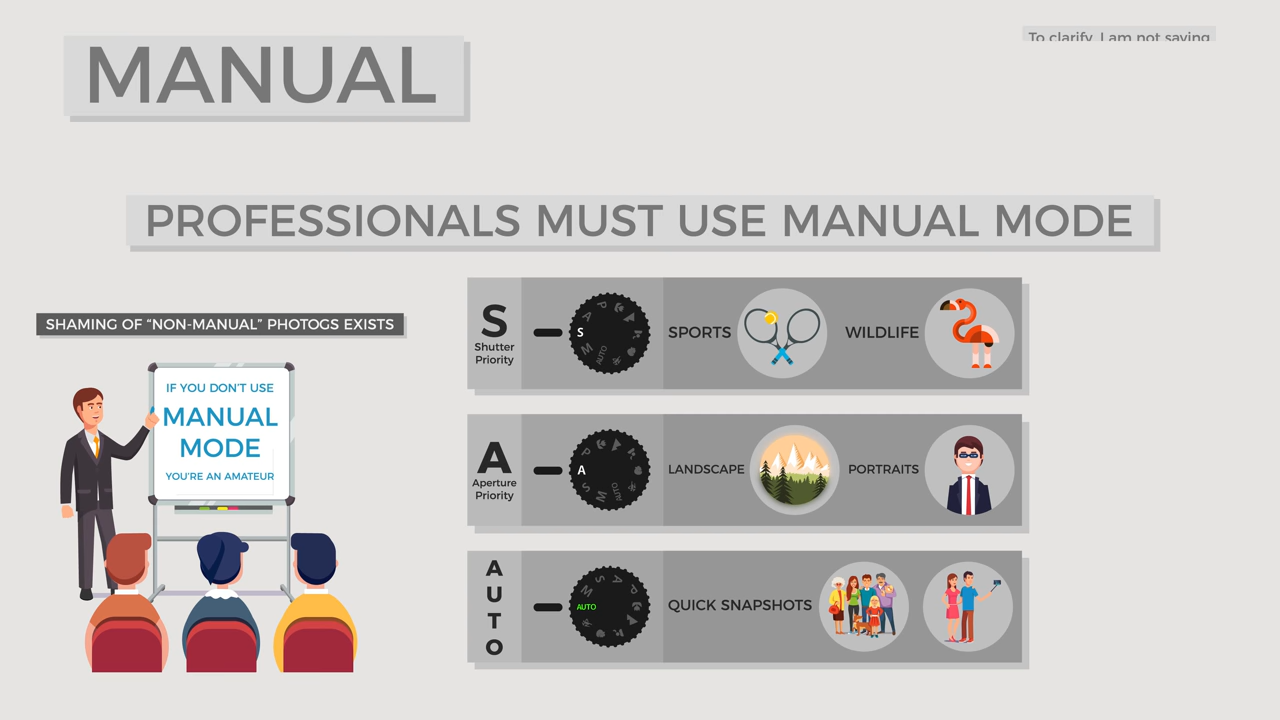 MANUAL
To clarify, I am not saying
PROFESSIONALS MUST USE MANUAL MODE
SHAMING OF “NON-MANUAL” PHOTOGS EXISTS
IF YOU DON'T USE
MANUAL
MODE
YOU'RE AN AMATEUR
S
Shutter
Priority
P
A
S
M
AUTO
SPORTS
WILDLIFE
A
Aperture
Priority
P
A
S
M
AUTO
LANDSCAPE
PORTRAITS
A
U
T
O
A
S
P
M
AUTO
QUICK SNAPSHOTS